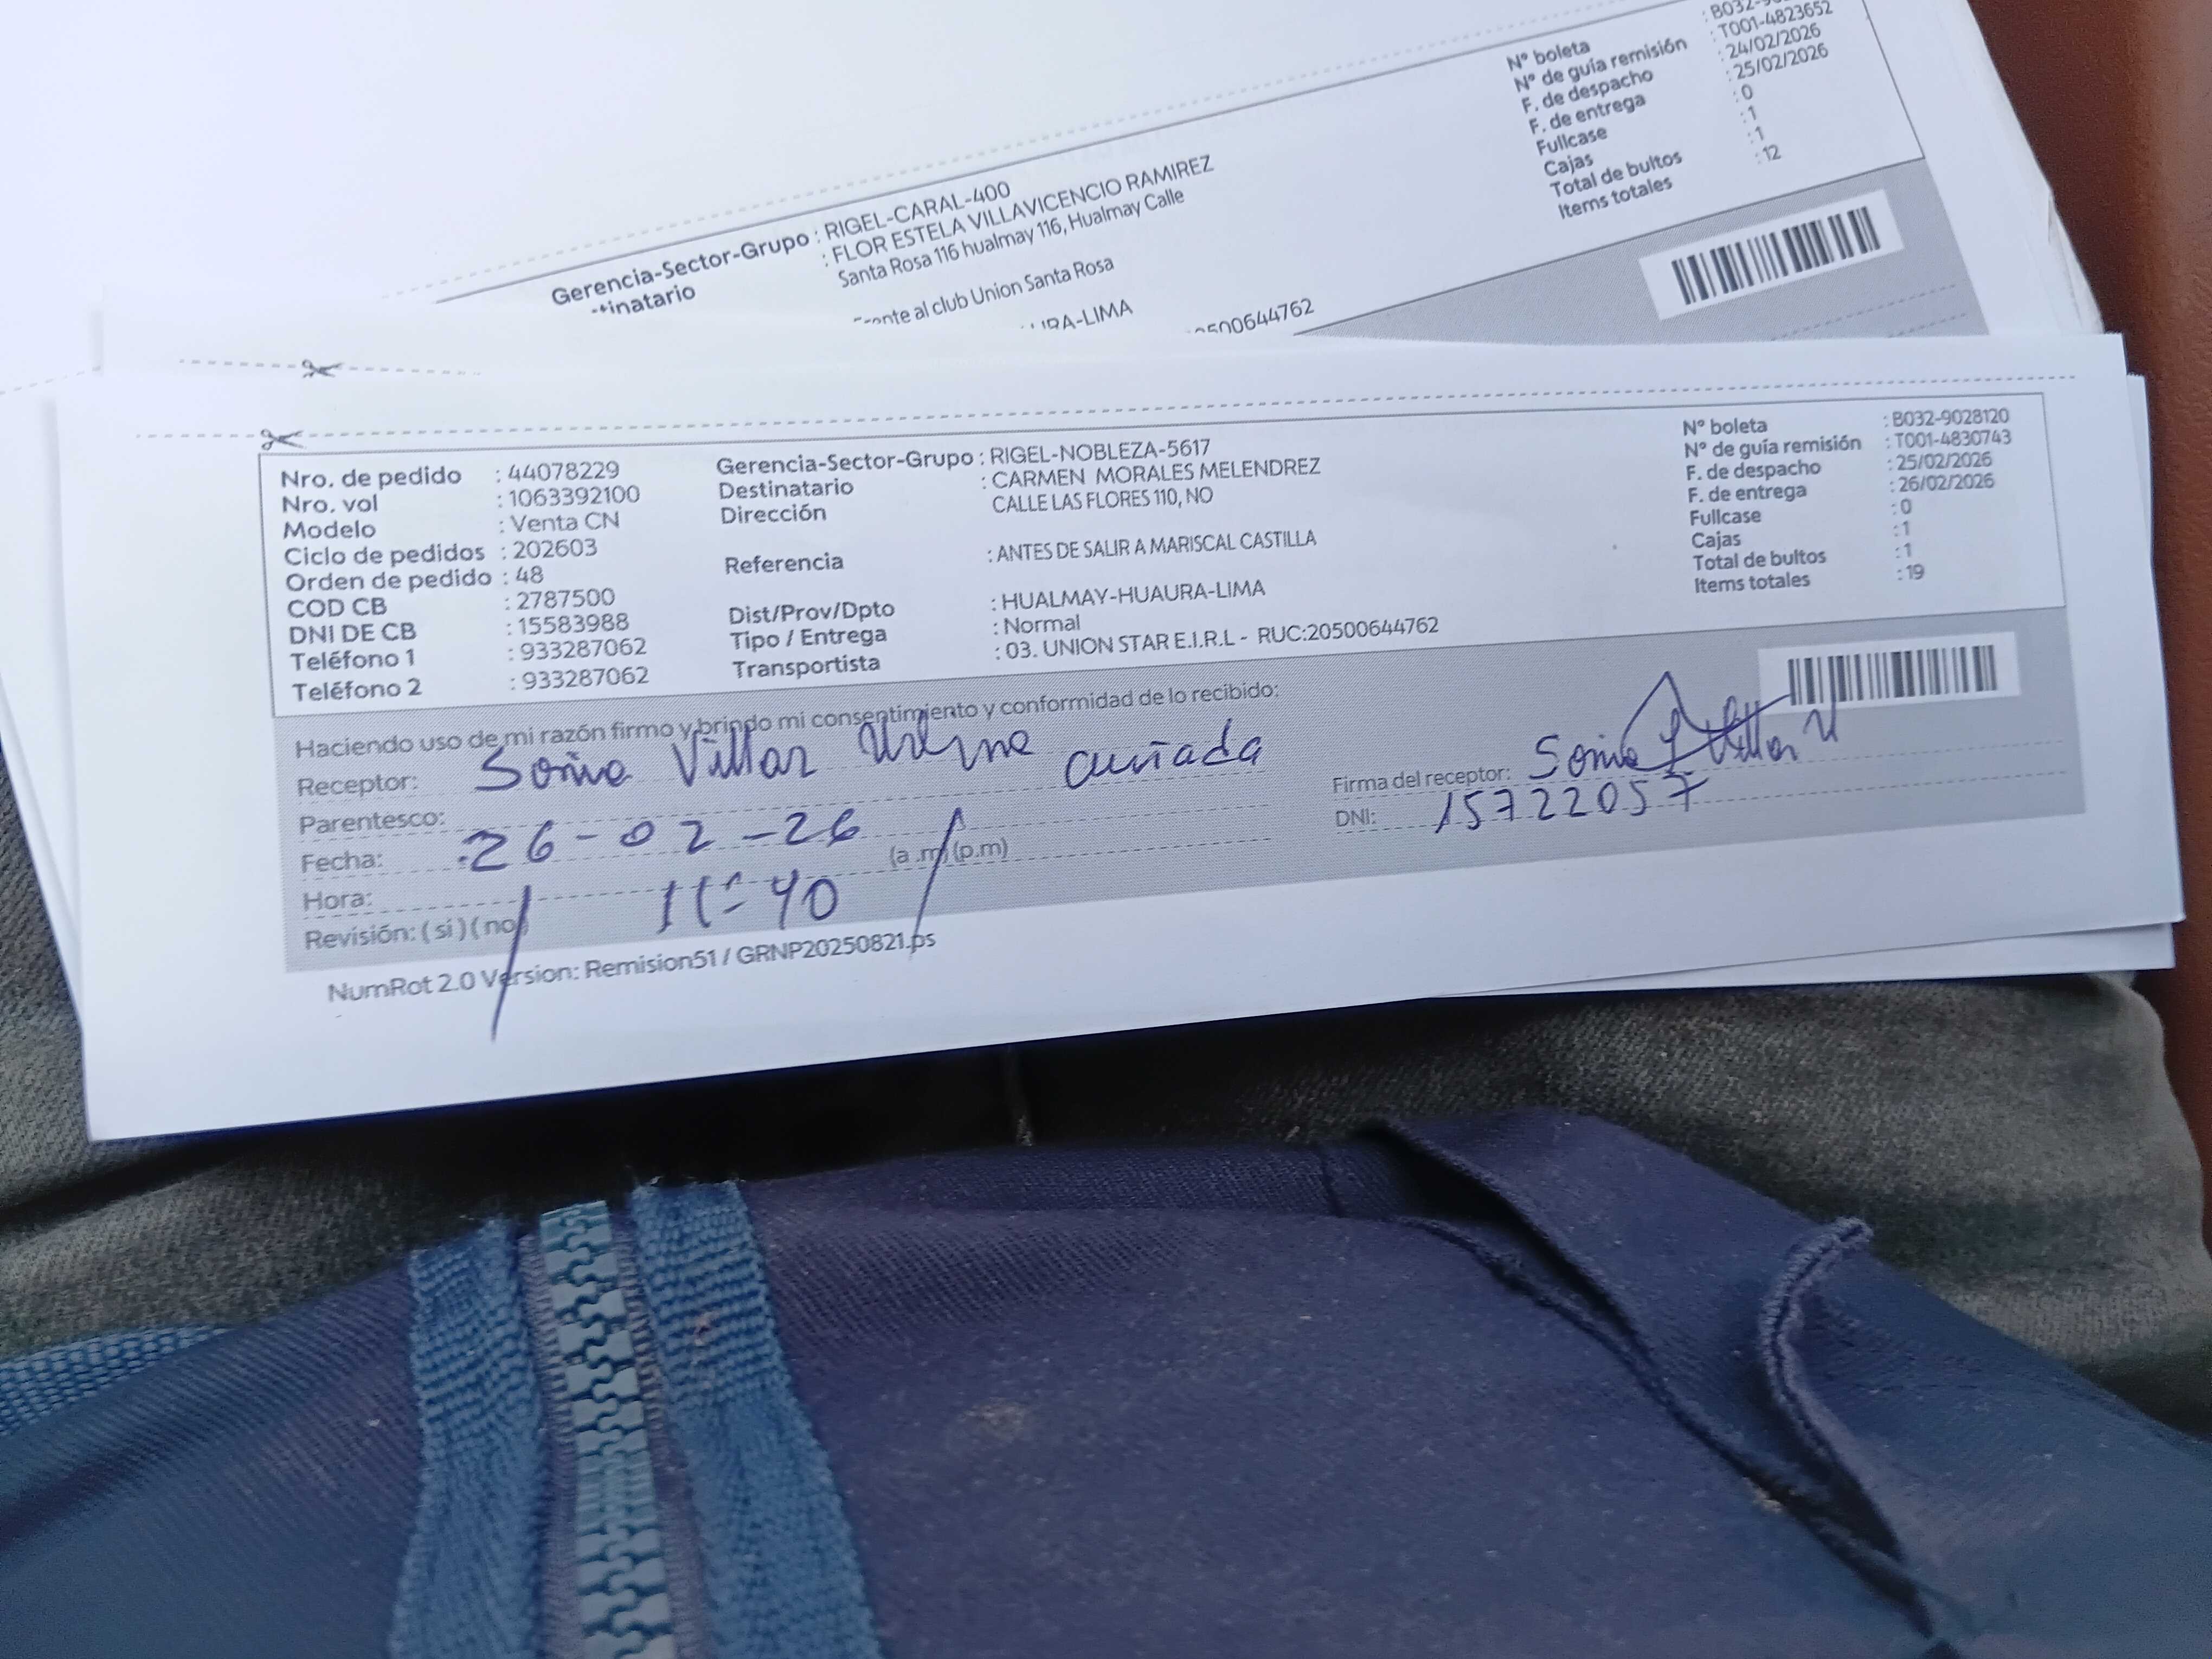 Nº boleta
Nº de guía remisión : T001-4823652
F. de despacho : 24/02/2026
F. de entrega : 25/02/2026
Fullcase : 0
Cajas : 1
Total de bultos : 1
Items totales : 12
Gerencia-Sector-Grupo : RIGEL-CARAL-400
: FLOR ESTELA VILLAVICENCIO RAMIREZ
Santa Rosa 116 hualmay 116, Hualmay Calle
al club Union Santa Rosa
Nro. de pedido : 44078229
Nro. vol : 1063392100
Modelo : Venta CN
Ciclo de pedidos : 202603
Orden de pedido : 48
COD CB : 2787500
DNI DE CB : 15583988
Teléfono 1 : 933287062
Teléfono 2 : 933287062
Gerencia-Sector-Grupo : RIGEL-NOBLEZA-5617
Destinatario : CARMEN MORALES MELENDREZ
Dirección CALLE LAS FLORES 110, NO
Referencia : ANTES DE SALIR A MARISCAL CASTILLA
Dist/Prov/Dpto : HUALMAY-HUAURA-LIMA
Tipo / Entrega : Normal
Transportista : 03. UNION STAR E.I.R.L - RUC:20500644762
Nº boleta : B032-9028120
Nº de guía remisión : T001-4830743
F. de despacho : 25/02/2026
F. de entrega : 26/02/2026
Fullcase : 0
Cajas : 1
Total de bultos : 1
Items totales : 19
Haciendo uso de mi razón firmo y brindo mi consentimiento y conformidad de lo recibido:
Receptor: Sonia Villar
Parentesco: cuñada
Fecha: 26-02-26
Hora: 11:40 (a .m) (p.m)
Revisión: ( si ) ( no )
Firma del receptor: Sonia Villar
DNI: 15722057
NumRot 2.0 Version: Remision51 / GRNP20250821.ps